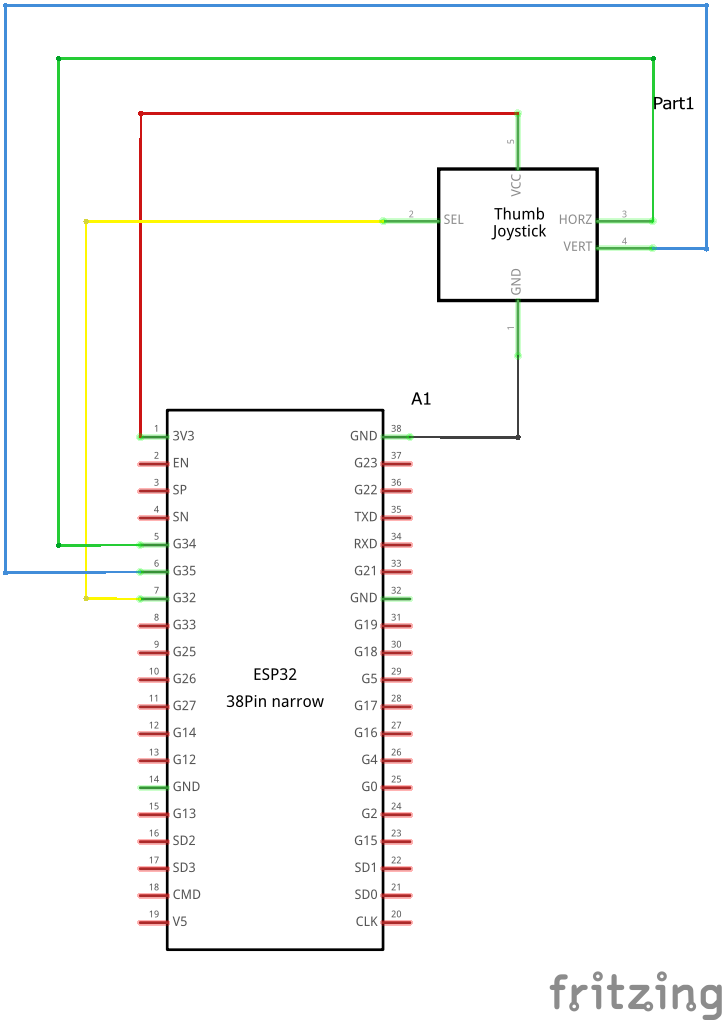 Part1
5
VCC
2
SEL
Thumb
Joystick
HORZ
3
VERT
4
GND
1
A1
1
3V3
GND
38
2
EN
G23
37
3
SP
G22
36
4
SN
TXD
35
5
G34
RXD
34
6
G35
G21
33
7
G32
GND
32
8
G33
G19
31
9
G25
G18
30
10
G26
ESP32
G5
29
11
G27
38Pin narrow
G17
28
12
G14
G16
27
13
G12
G4
26
14
GND
G0
25
15
G13
G2
24
16
SD2
G15
23
17
SD3
SD1
22
18
CMD
SD0
21
19
V5
CLK
20
fritzing